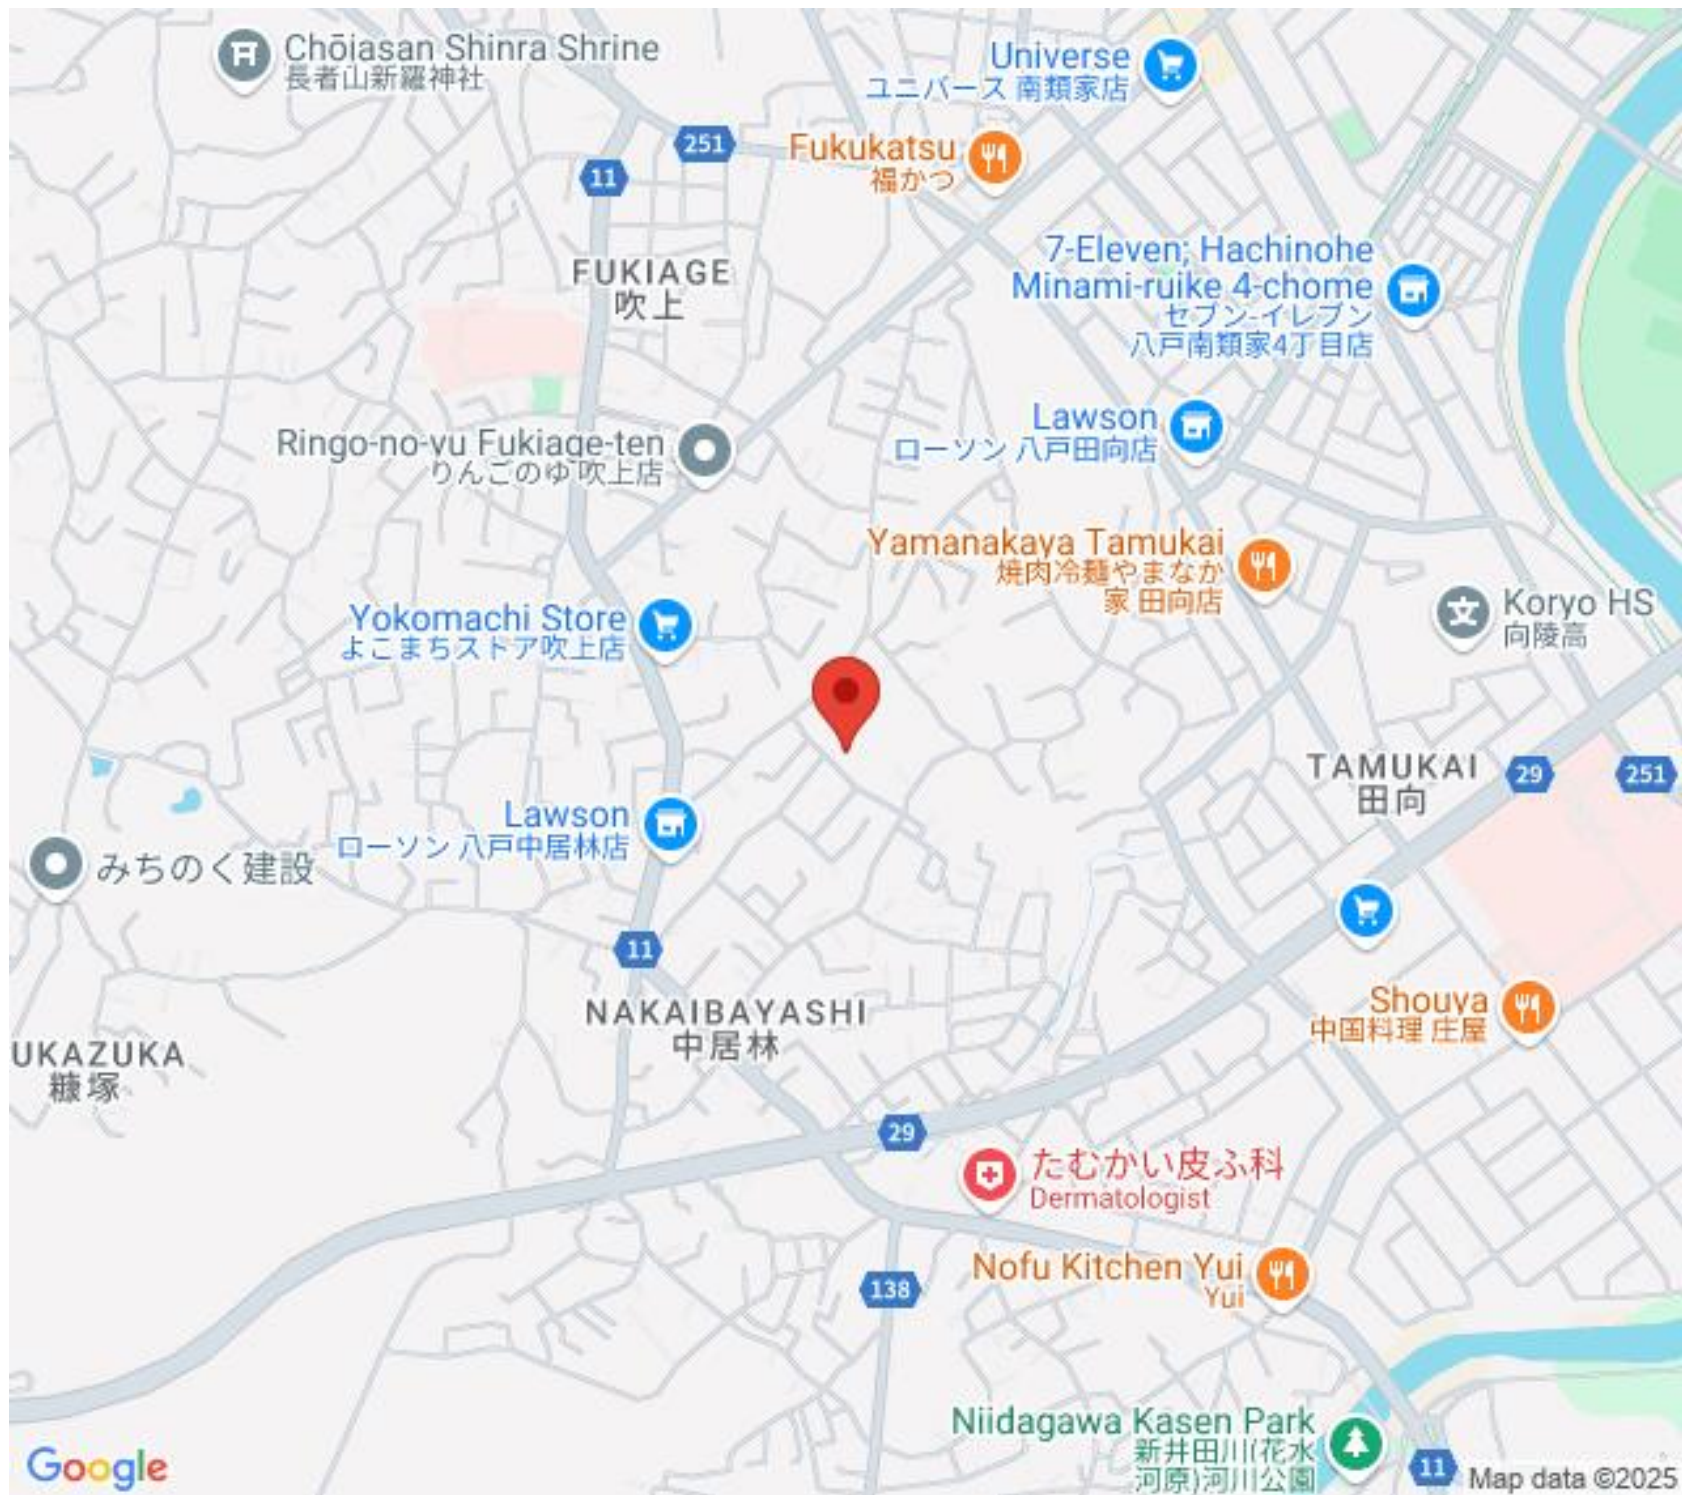 Chōjasan Shinra Shrine
長者山新羅神社
Universe
ユニバース 南類家店
251
Fukukatsu
福かつ
11
7-Eleven; Hachinohe
Minami-ruike 4-chome
セブン-イレブン
八戸南類家4丁目店
FUKIAGE
吹上
Lawson
ローソン 八戸田向店
Ringo-no-yu Fukiage-ten
りんごのゆ 吹上店
Yamanakaya Tamukai
焼肉冷麺やまなか
家 田向店
Koryo HS
向陵高
Yokomachi Store
よこまちストア吹上店
TAMUKAI
田向
29
251
Lawson
ローソン 八戸中居林店
みちのく建設
11
NAKAIBAYASHI
中居林
Shouya
中国料理 庄屋
UKAZUKA
糠塚
29
たむかい皮ふ科
Dermatologist
Nofu Kitchen Yui
Yui
138
Niidagawa Kasen Park
新井田川(花水
河原)河川公園
11
Google
Map data ©2025